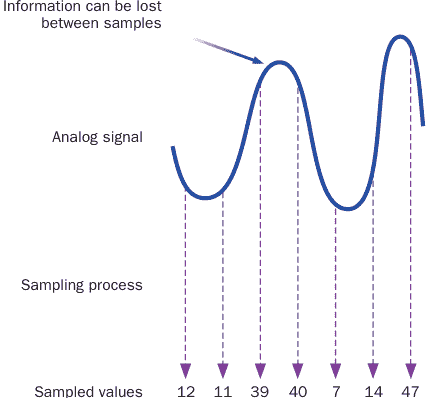 Information can be lost
between samples
Analog signal
Sampling process
Sampled values 12 11 39 40 7 14 47